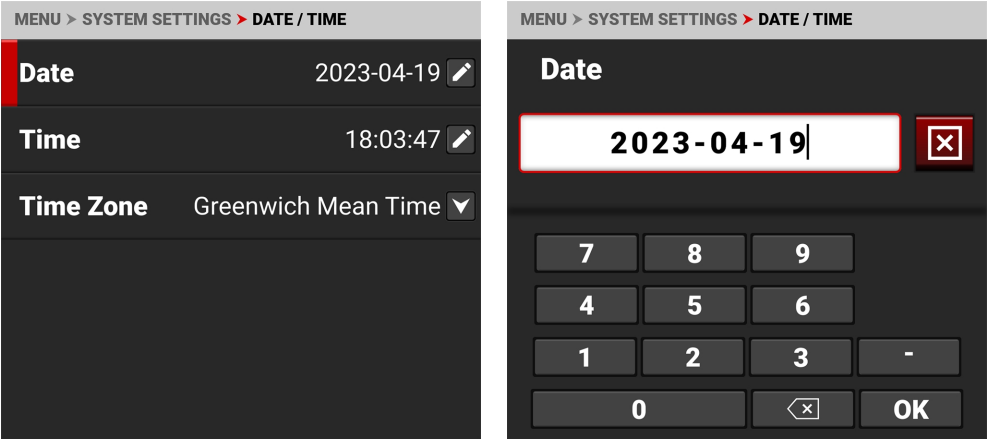 MENU > SYSTEM SETTINGS > DATE / TIME
Date 2023-04-19
Time 18:03:47
Time Zone Greenwich Mean Time
MENU > SYSTEM SETTINGS > DATE / TIME
Date
2023-04-19
7 8 9
4 5 6
1 2 3 -
0 OK